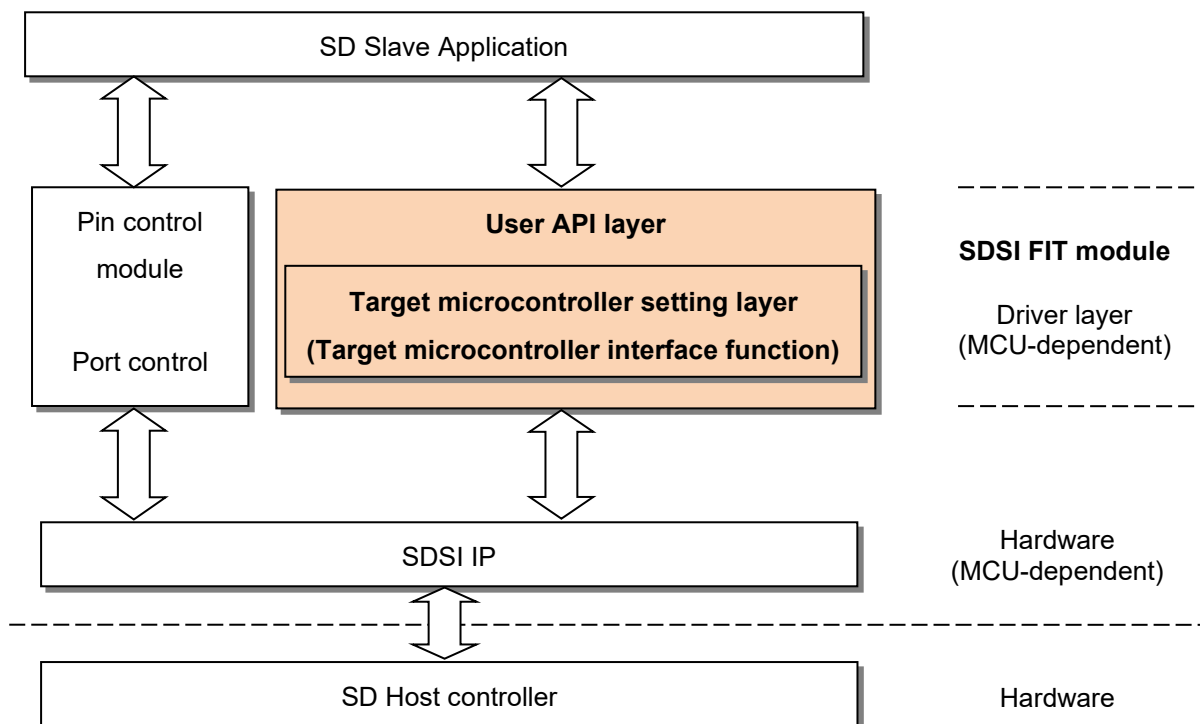 SD Slave Application
Pin control
module
Port control
User API layer
Target microcontroller setting layer
(Target microcontroller interface function)
SDSI FIT module
Driver layer
(MCU-dependent)
SDSI IP
Hardware
(MCU-dependent)
SD Host controller
Hardware